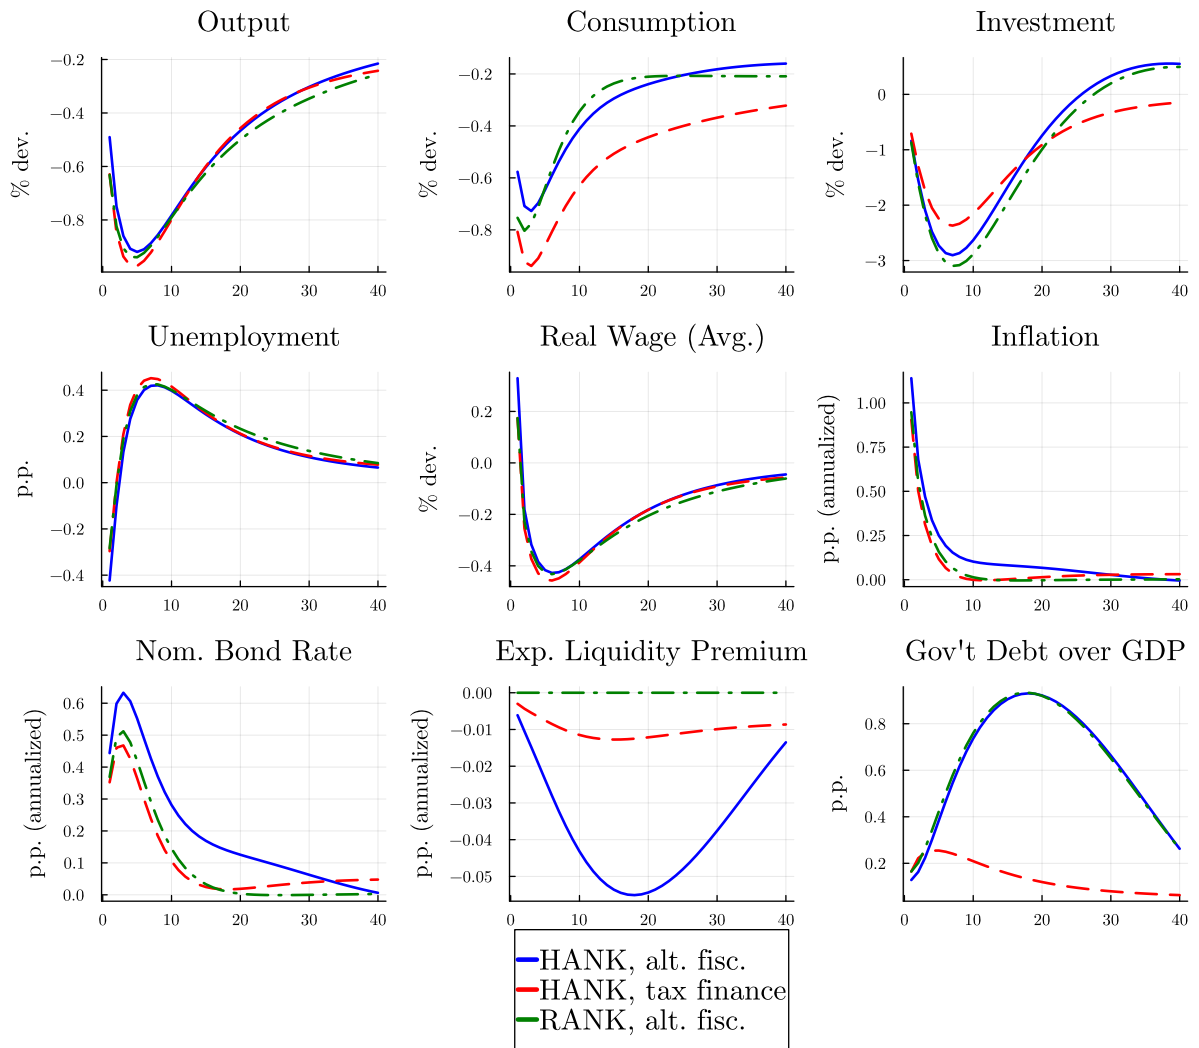 Output
Consumption
Investment
% dev.
−0.2
−0.4
−0.6
−0.8
0 10 20 30 40
% dev.
−0.2
−0.4
−0.6
−0.8
0 10 20 30 40
% dev.
0
−1
−2
−3
0 10 20 30 40
Unemployment
Real Wage (Avg.)
Inflation
p.p.
0.4
0.2
0.0
−0.2
−0.4
0 10 20 30 40
% dev.
0.2
0.0
−0.2
−0.4
0 10 20 30 40
p.p. (annualized)
1.00
0.75
0.50
0.25
0.00
0 10 20 30 40
Nom. Bond Rate
Exp. Liquidity Premium
Gov't Debt over GDP
p.p. (annualized)
0.6
0.5
0.4
0.3
0.2
0.1
0.0
0 10 20 30 40
p.p. (annualized)
0.00
−0.01
−0.02
−0.03
−0.04
−0.05
0 10 20 30 40
p.p.
0.8
0.6
0.4
0.2
0 10 20 30 40
HANK, alt. fisc.
HANK, tax finance
RANK, alt. fisc.